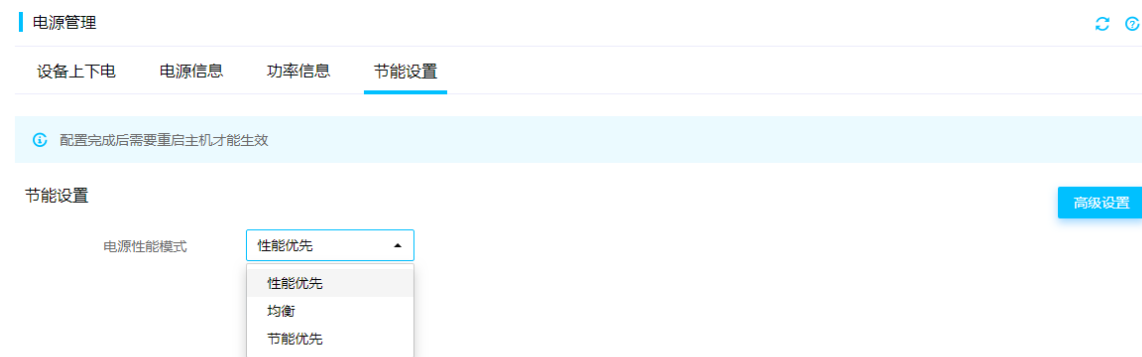 电源管理
设备上下电 电源信息 功率信息 节能设置
配置完成后需要重启主机才能生效
节能设置
高级设置
电源性能模式 性能优先
性能优先
均衡
节能优先